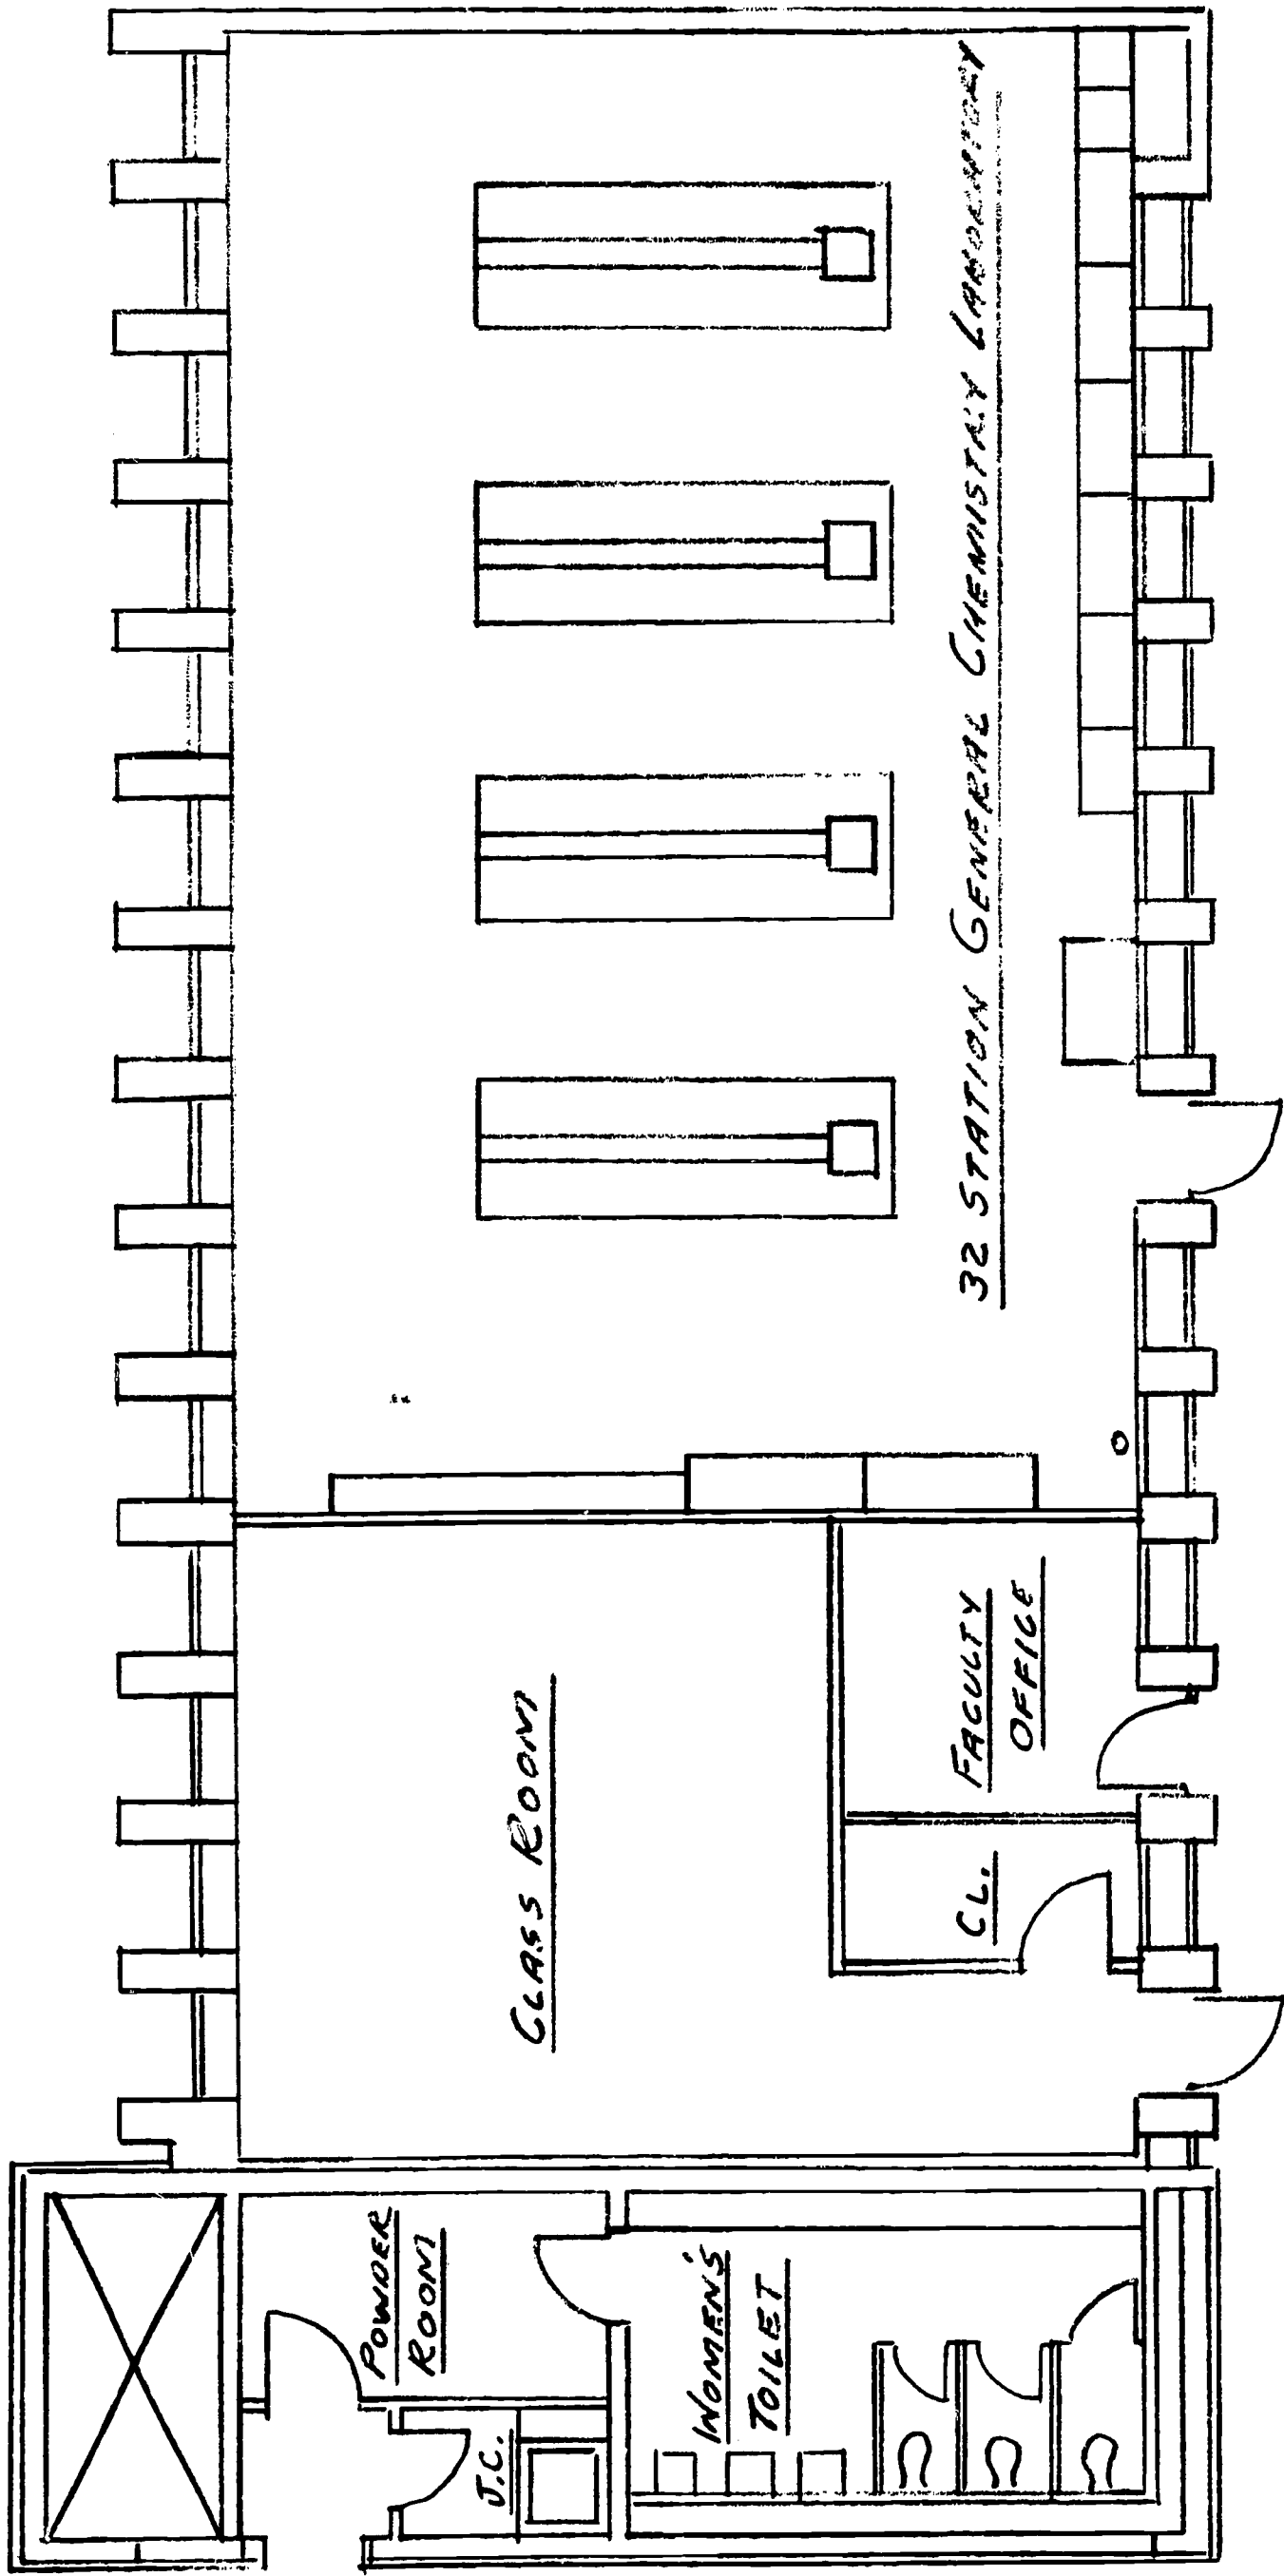 POWDER
ROOM
J.C.
WOMEN'S
TOILET
CLASS ROOM
CL.
FACULTY
OFFICE
32 STATION GENERAL CHEMISTRY LABORATORY